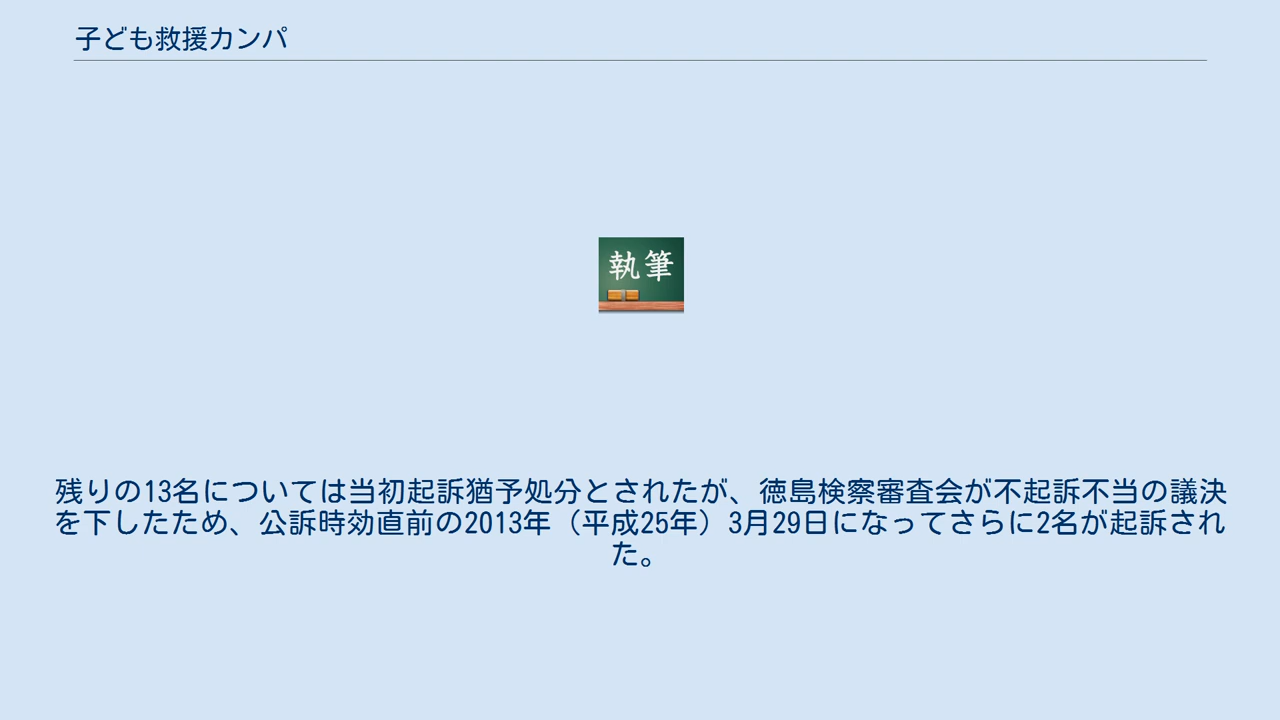 子ども救援カンパ
執筆
残りの13名については当初起訴猶予処分とされたが、徳島検察審査会が不起訴不当の議決
を下したため、公訴時効直前の2013年（平成25年）3月29日になってさらに2名が起訴され
た。